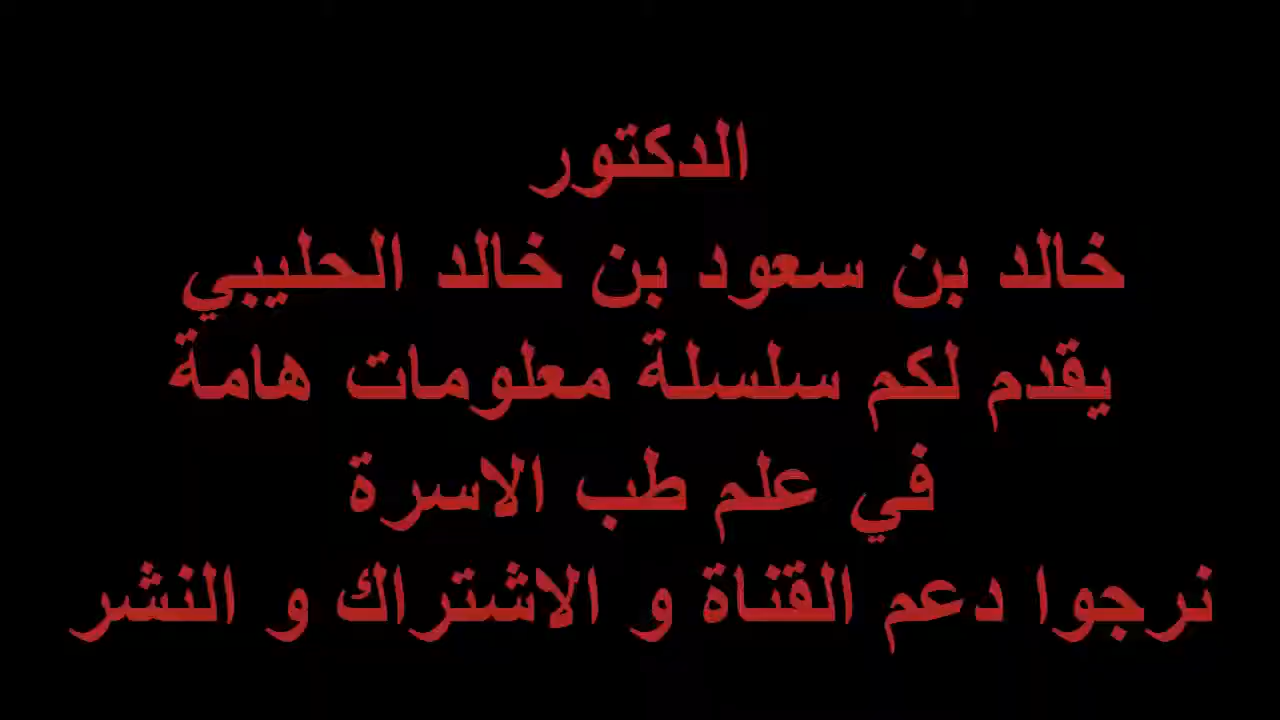 الدكتور
خالد بن سعود بن خالد الحليبي
يقدم لكم سلسلة معلومات هامة
في علم طب الاسرة
نرجوا دعم القناة و الاشتراك و النشر